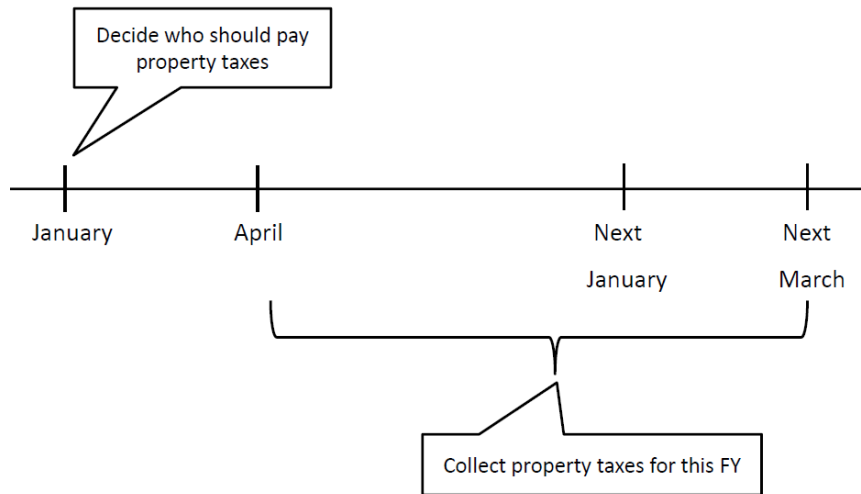 Decide who should pay
property taxes
January
April
Next
January
Next
March
Collect property taxes for this FY